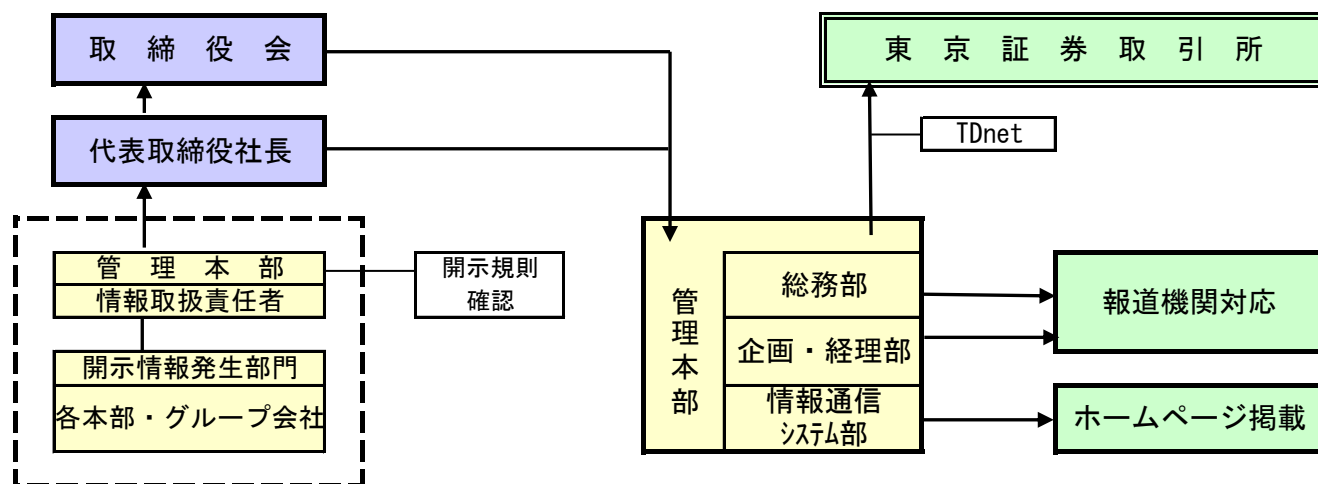 取締役会
東京証券取引所
代表取締役社長
TDnet
管理本部
情報取扱責任者
開示規則
確認
開示情報発生部門
各本部・グループ会社
管理本部
総務部
企画・経理部
情報通信
システム部
報道機関対応
ホームページ掲載